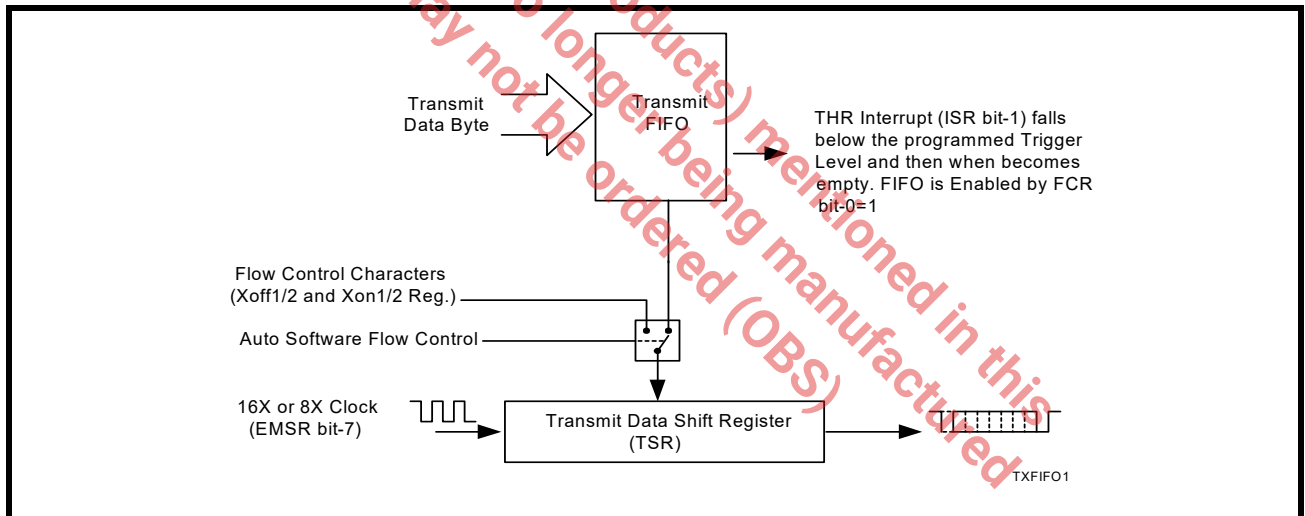 Transmit
Data Byte
Transmit
FIFO
THR Interrupt (ISR bit-1) falls
below the programmed Trigger
Level and then when becomes
empty. FIFO is Enabled by FCR
bit-0=1
Flow Control Characters
(Xoff1/2 and Xon1/2 Reg.)
Auto Software Flow Control
16X or 8X Clock
(EMSR bit-7)
Transmit Data Shift Register
(TSR)
TXFIFO1
oducts) mentioned in this
o longer being manufactured
may not be ordered (OBS)